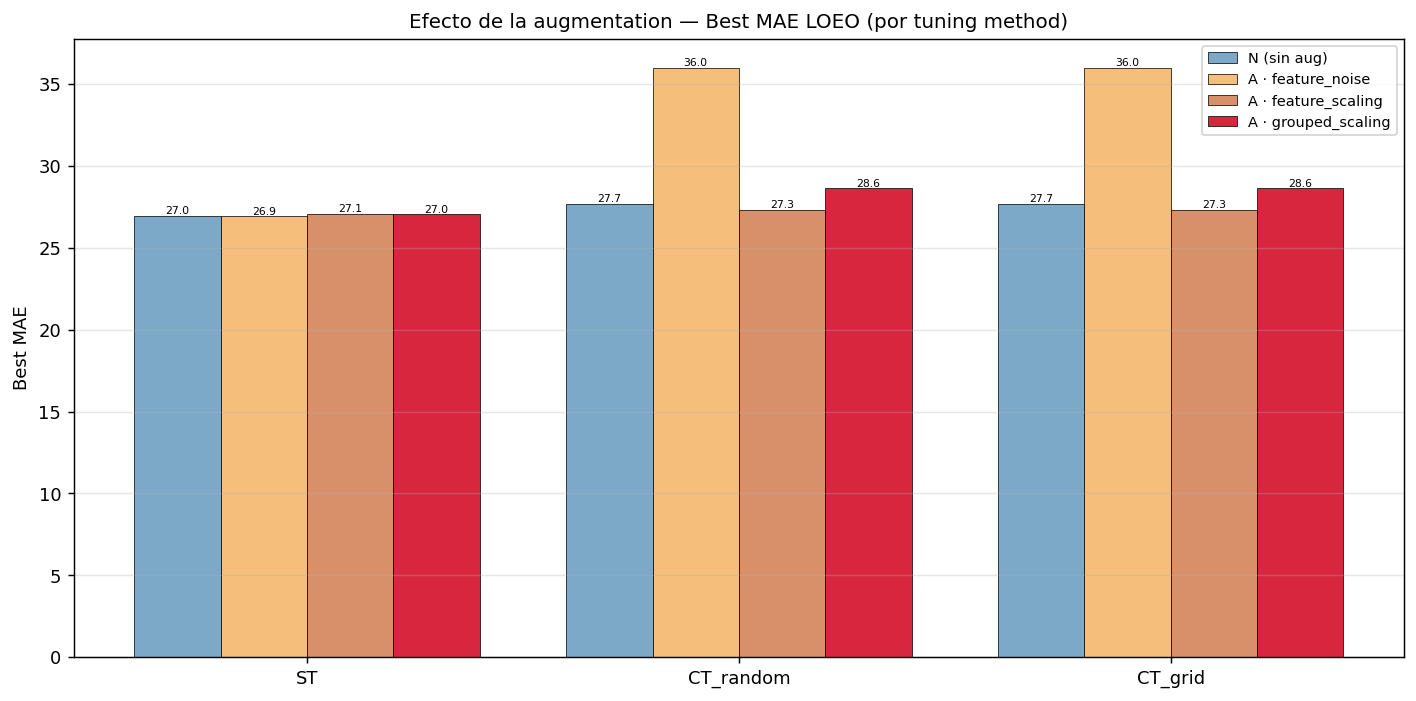 Efecto de la augmentation — Best MAE LOEO (por tuning method)
N (sin aug)
A · feature_noise
A · feature_scaling
A · grouped_scaling
Best MAE
35
30
25
20
15
10
5
0
27.0
26.9
27.1
27.0
27.7
36.0
27.3
28.6
27.7
36.0
27.3
28.6
ST
CT_random
CT_grid